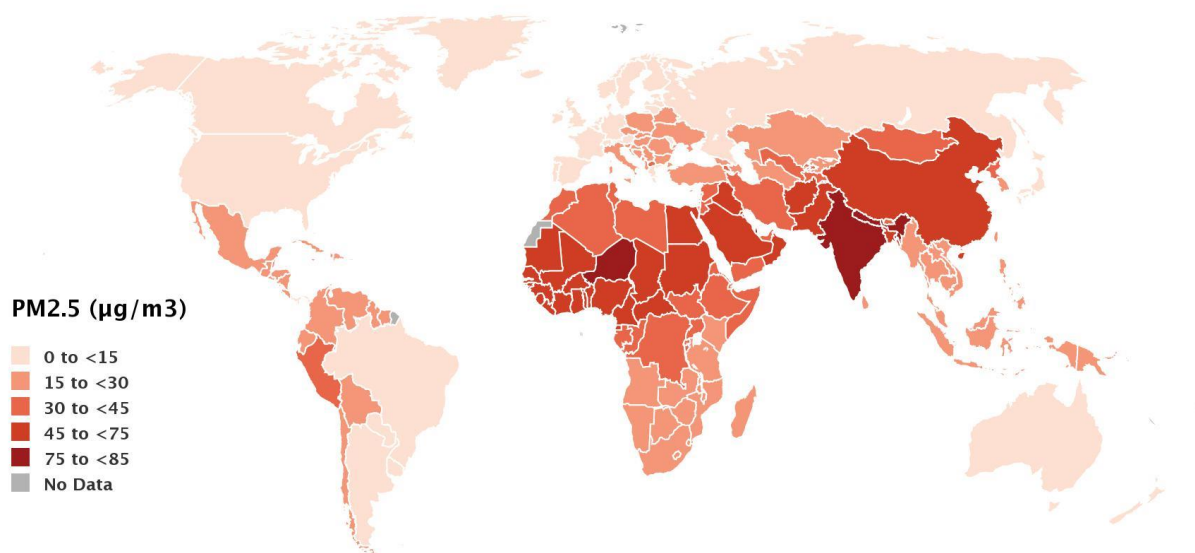 PM2.5 (μg/m3)
0 to <15
15 to <30
30 to <45
45 to <75
75 to <85
No Data